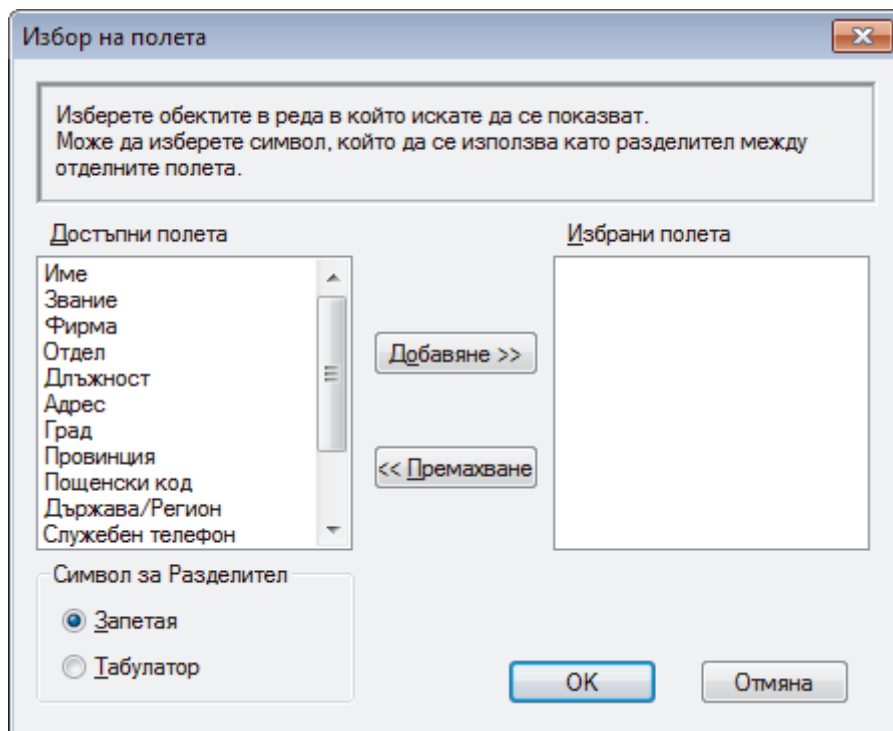 Избор на полета
Изберете обектите в реда в който искате да се показват.
Може да изберете символ, който да се използва като разделител между
отделните полета.
Достъпни полета
Избрани полета
Име
Звание
Фирма
Отдел
Длъжност
Адрес
Град
Провинция
Пощенски код
Държава/Регион
Служебен телефон
Добавяне >>
<< Премахване
Символ за Разделител
Запетая
Табулатор
OK
Отмяна